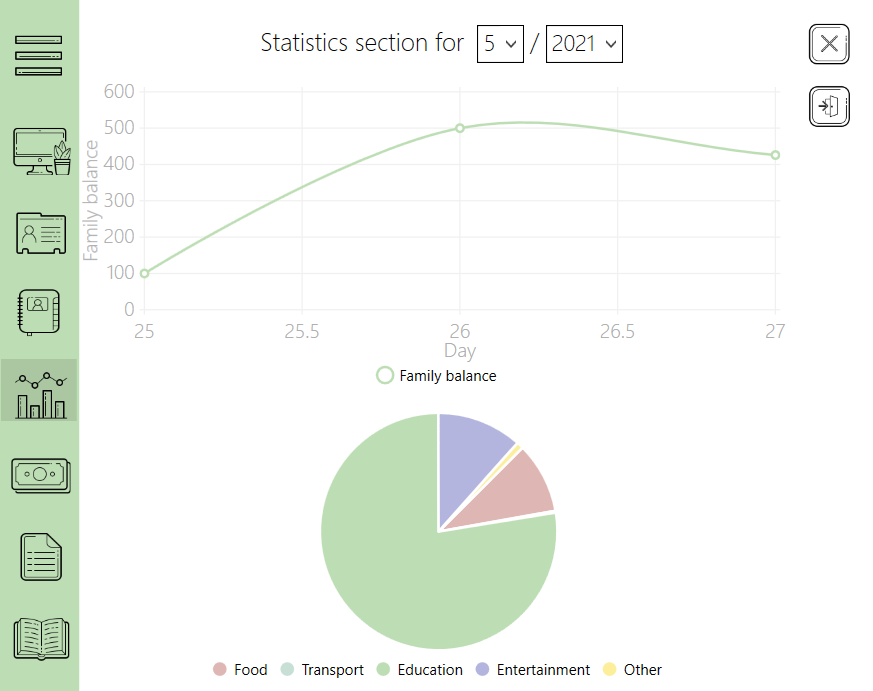 Statistics section for 5 / 2021
600
500
400
300
200
100
0
Family balance
25 25.5 26 26.5 27
Day
Family balance
Food Transport Education Entertainment Other